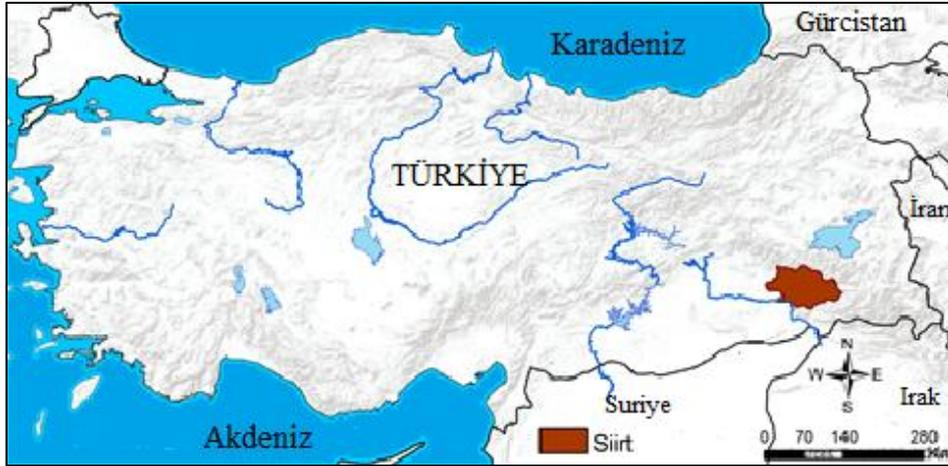 Gürcistan
Karadeniz
TÜRKİYE
İran
N
W E
S
Irak
Suriye
Akdeniz
Siirt
0 70 140 280